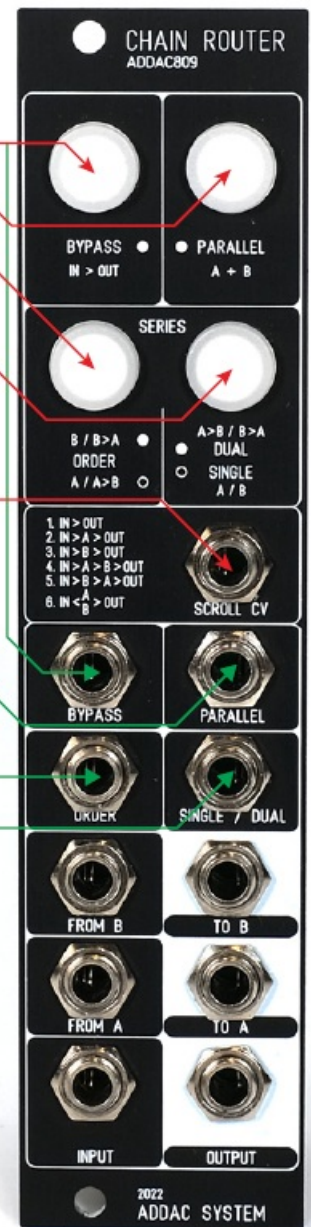 CHAIN ROUTER
ADDAC809
BYPASS
IN > OUT
PARALLEL
A + B
SERIES
B / B>A
ORDER
A / A>B
A>B / B>A
DUAL
SINGLE
A / B
1. IN > OUT
2. IN > A > OUT
3. IN > B > OUT
4. IN > A > B > OUT
5. IN > B > A > OUT
A
6. IN < > OUT
B
SCROLL CV
BYPASS
PARALLEL
ORDER
SINGLE / DUAL
FROM B
TO B
FROM A
TO A
INPUT
OUTPUT
2022
ADDAC SYSTEM